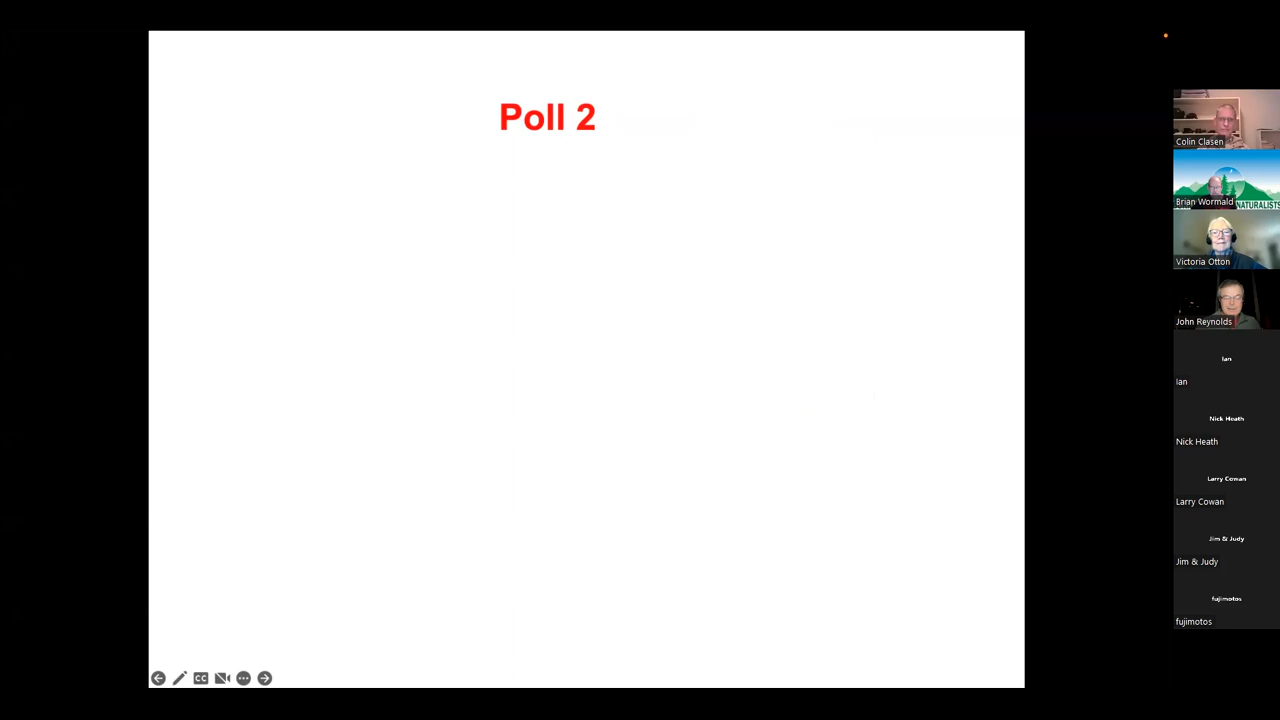 Poll 2
Colin Clasen
Brian Wormald
NATURALISTS
Victoria Otton
John Reynolds
Ian
Ian
Nick Heath
Nick Heath
Larry Cowan
Larry Cowan
Jim & Judy
Jim & Judy
fujimotos
fujimotos
CC